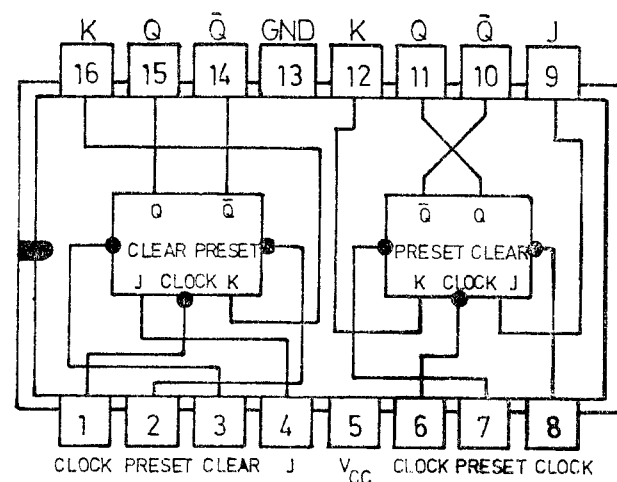 K Q Q̄ GND K Q Q̄ J
16 15 14 13 12 11 10 9
Q Q̄ Q̄ Q
CLEAR PRESET PRESET CLEAR
J CLOCK K K CLOCK J
1 2 3 4 5 6 7 8
CLOCK PRESET CLEAR J VCC CLOCK PRESET CLOCK